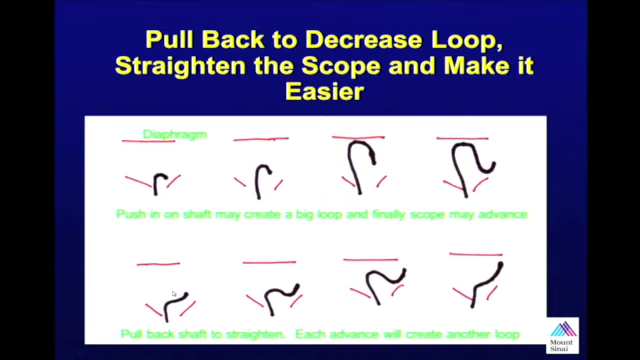 Pull Back to Decrease Loop,
Straighten the Scope and Make it
Easier
Diaphragm
Push in on shaft may create a big loop and finally scope may advance
Pull back shaft to straighten. Each advance will create another loop
Mount
Sinai